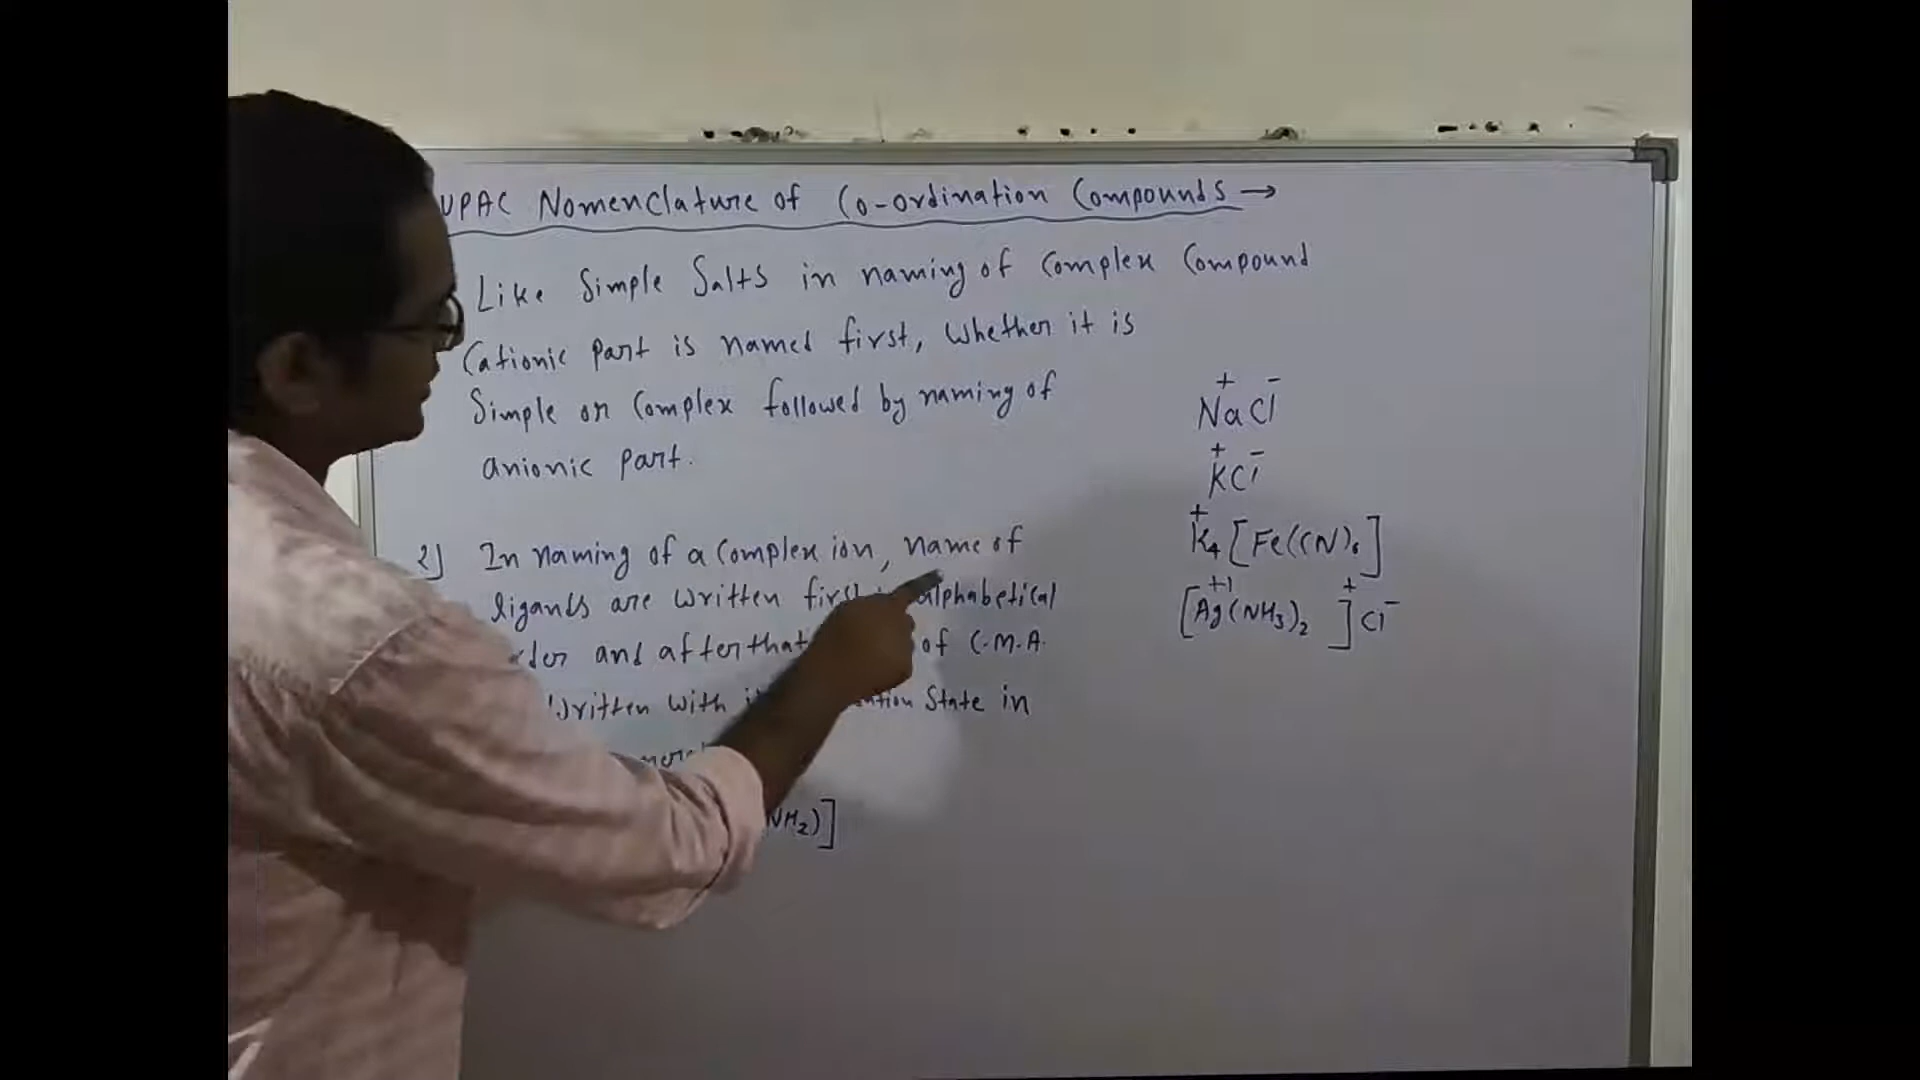 UPAC Nomenclature of Co-ordination Compounds →
Like Simple Salts in naming of Complex Compound
Cationic part is named first, Whether it is
Simple or Complex followed by naming of
anionic part.
2] In naming of a Complex ion, name of
ligands are written first alphabetical
and after that of C.M.A.
Written with State in
NH₂)]
Na⁺Cl⁻
K⁺Cl⁻
K₄⁺[Fe(CN)₆]
[Ag⁺¹(NH₃)₂]⁺Cl⁻